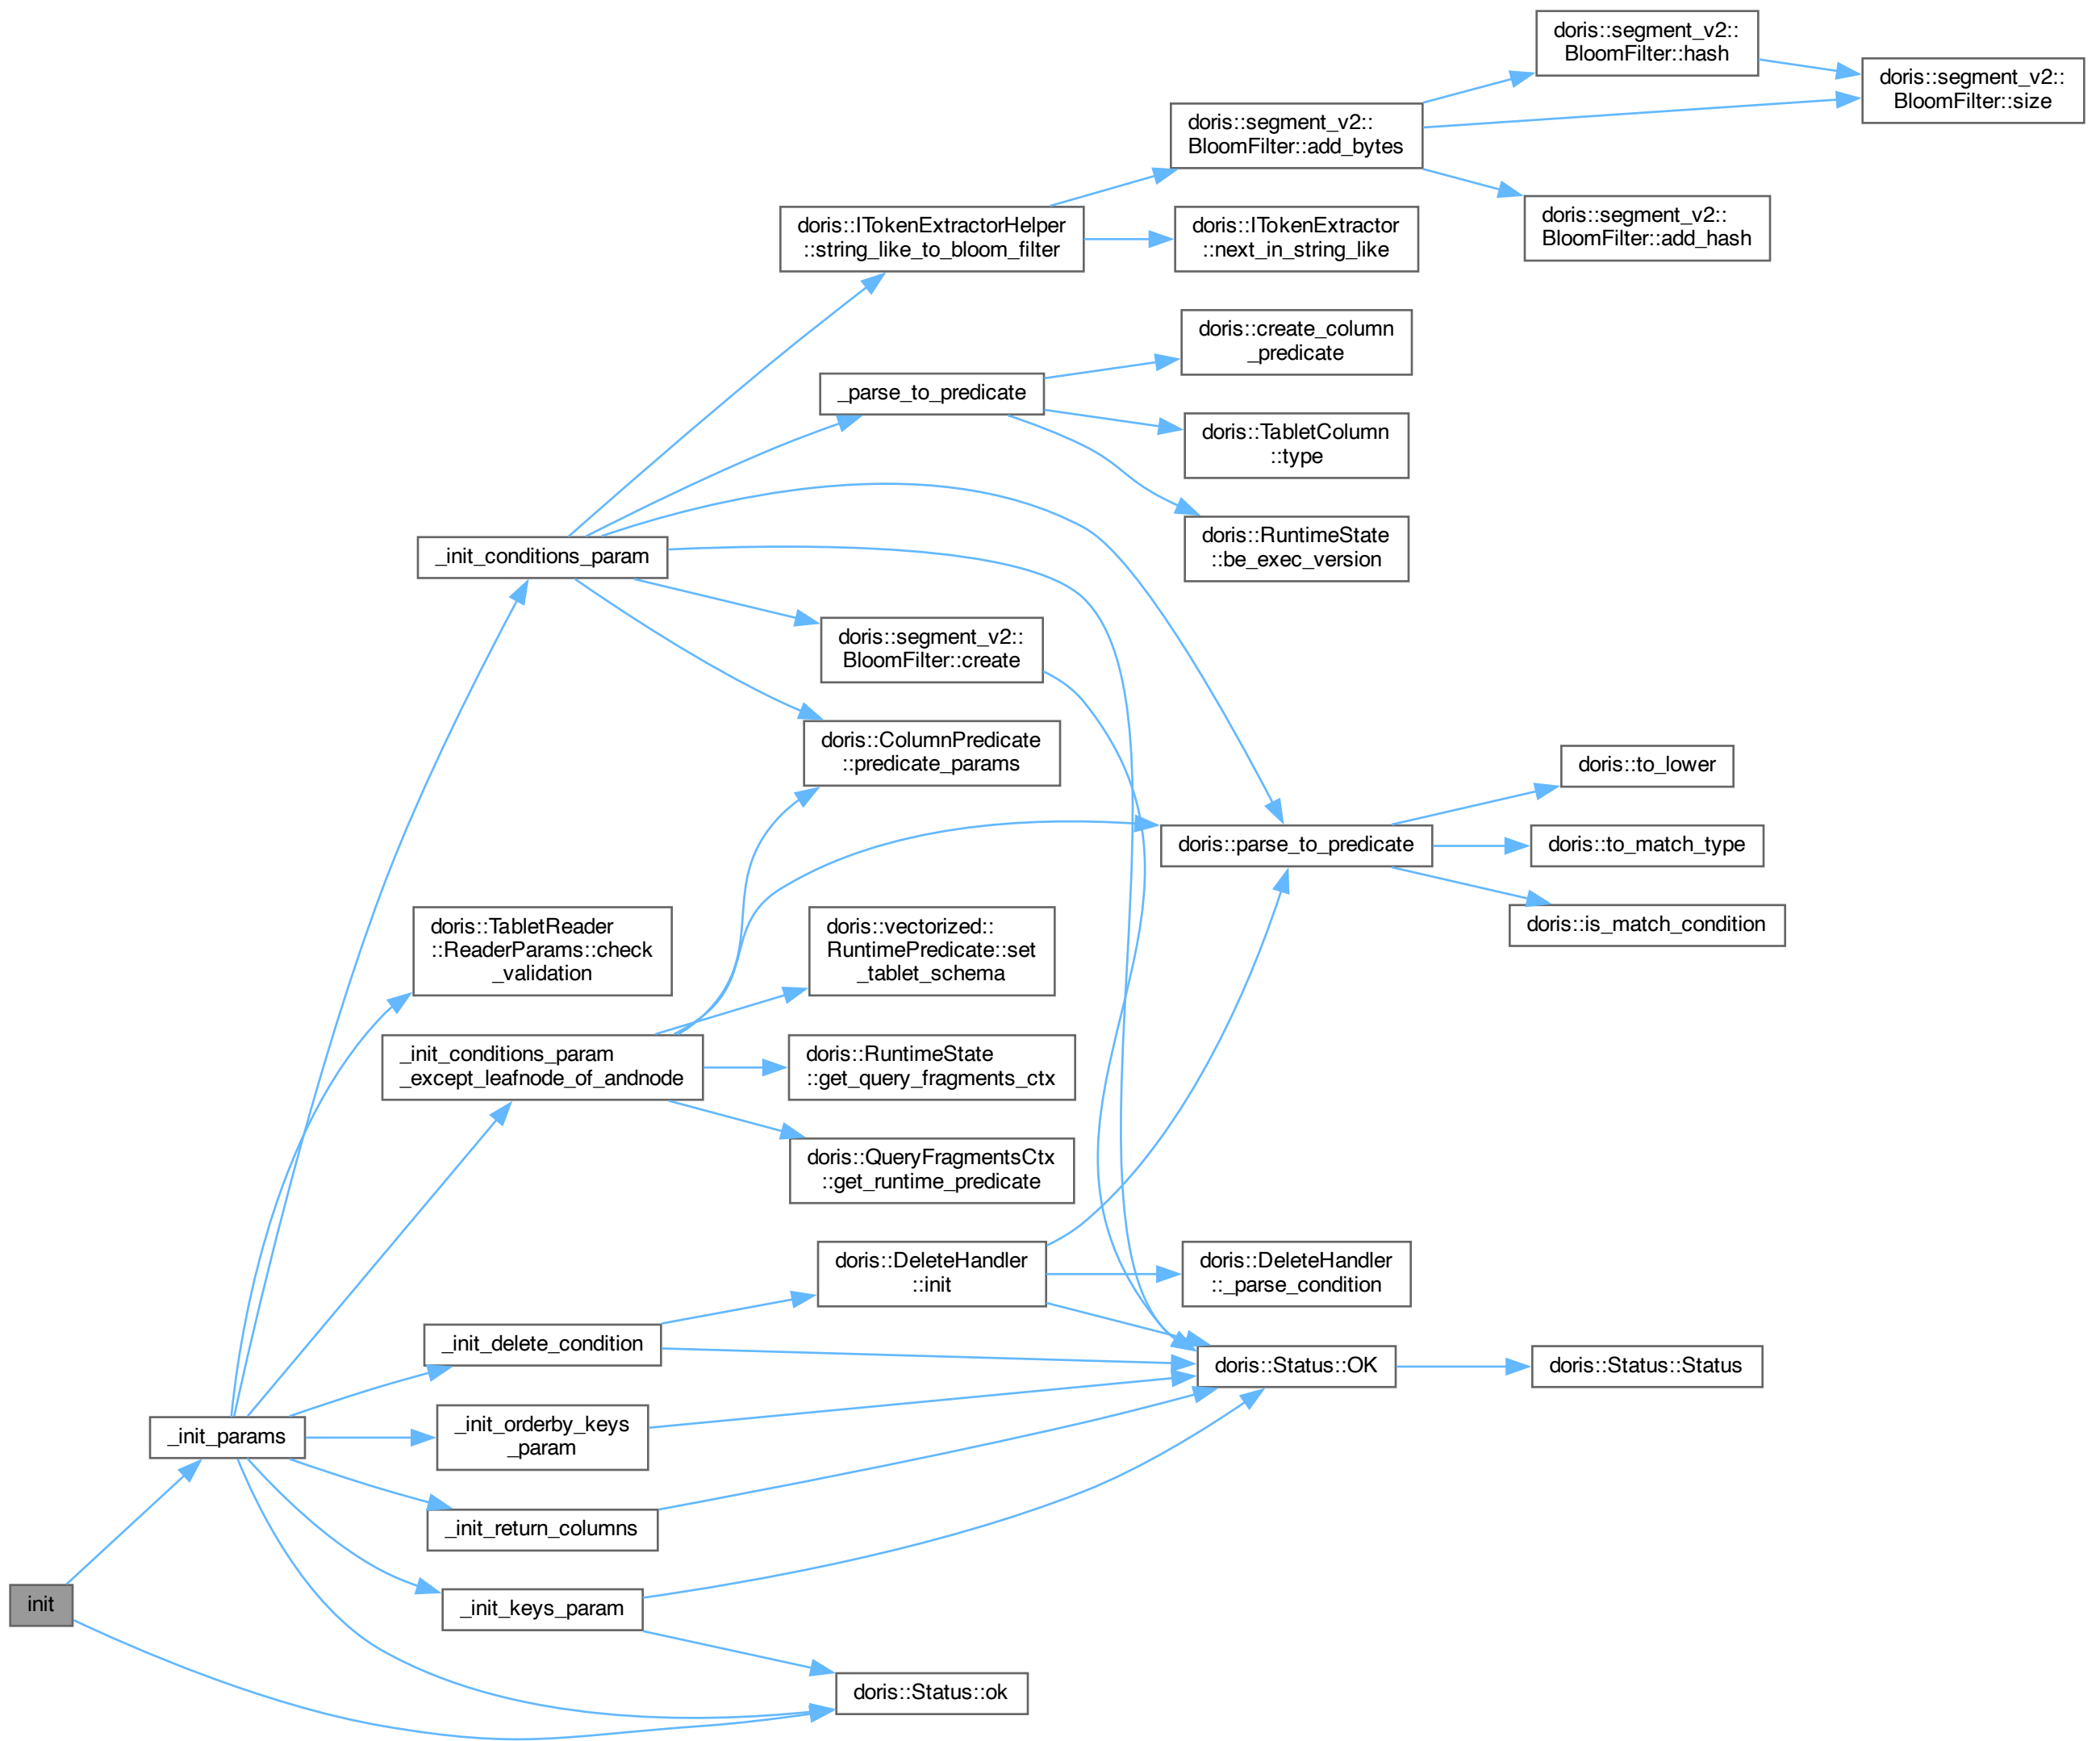 init
_init_params
_init_conditions_param
doris::TabletReader
::ReaderParams::check
_validation
_init_conditions_param
_except_leafnode_of_andnode
_init_delete_condition
_init_orderby_keys
_param
_init_return_columns
_init_keys_param
doris::ITokenExtractorHelper
::string_like_to_bloom_filter
_parse_to_predicate
doris::segment_v2::
BloomFilter::create
doris::ColumnPredicate
::predicate_params
doris::vectorized::
RuntimePredicate::set
_tablet_schema
doris::RuntimeState
::get_query_fragments_ctx
doris::QueryFragmentsCtx
::get_runtime_predicate
doris::DeleteHandler
::init
doris::Status::ok
doris::segment_v2::
BloomFilter::add_bytes
doris::ITokenExtractor
::next_in_string_like
doris::create_column
_predicate
doris::TabletColumn
::type
doris::RuntimeState
::be_exec_version
doris::parse_to_predicate
doris::DeleteHandler
::_parse_condition
doris::Status::OK
doris::segment_v2::
BloomFilter::hash
doris::segment_v2::
BloomFilter::add_hash
doris::to_lower
doris::to_match_type
doris::is_match_condition
doris::Status::Status
doris::segment_v2::
BloomFilter::size